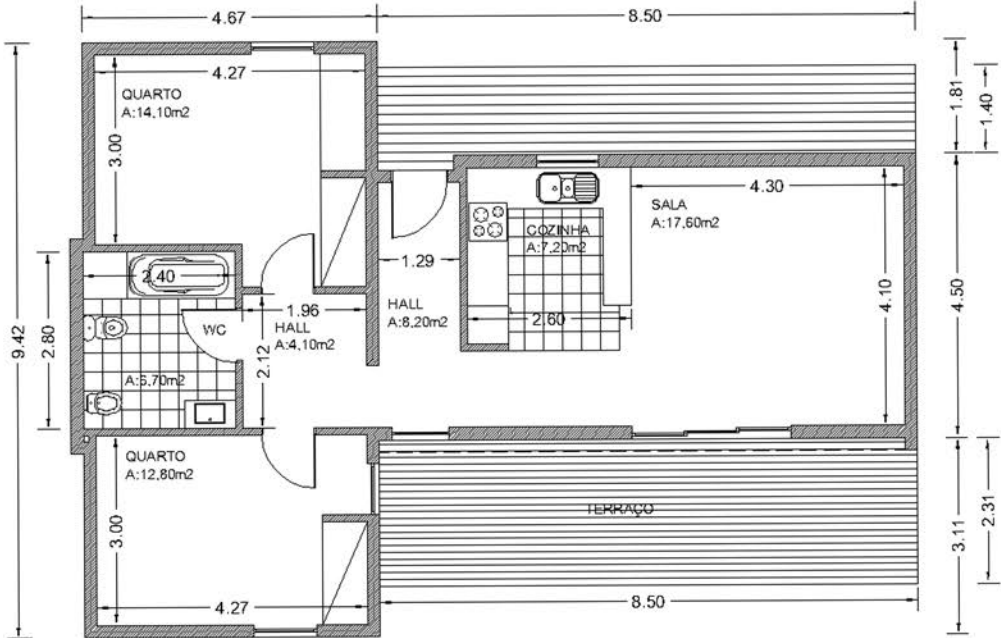 4.67
8.50
4.27
QUARTO
A:14,10m2
3.00
1.81
1.40
4.30
SALA
A:17,60m2
COZINHA
A:7,20m2
1.29
2.40
1.96
HALL
A:4,10m2
HALL
A:8,20m2
2.60
4.10
4.50
9.42
2.80
WC
2.12
A:6,70m2
QUARTO
A:12,80m2
3.00
4.27
TERRAÇO
8.50
3.11
2.31